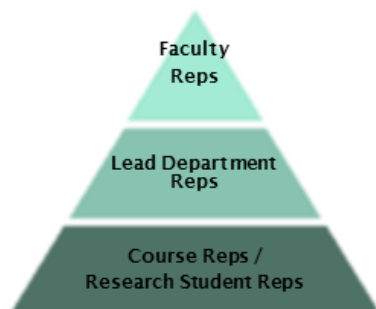 Faculty
Reps
Lead Department
Reps
Course Reps /
Research Student Reps